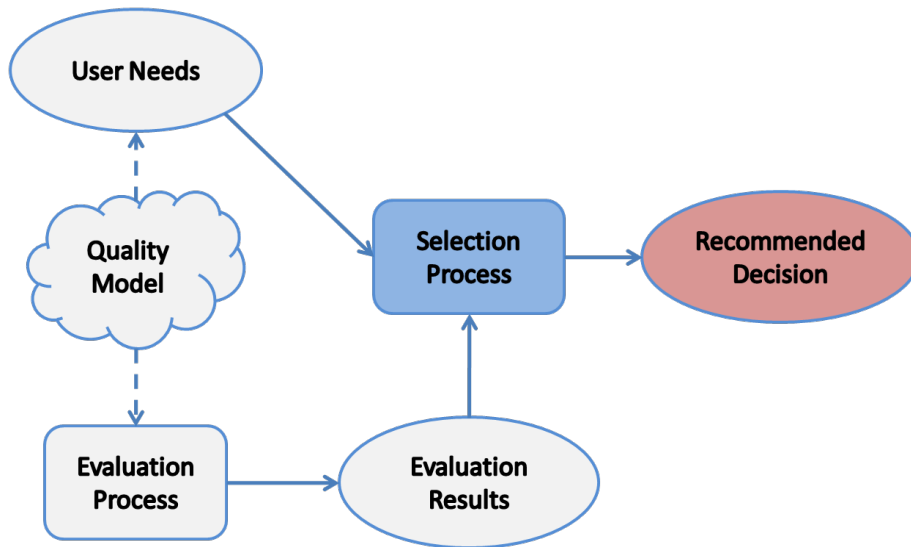 User Needs
Quality
Model
Selection
Process
Recommended
Decision
Evaluation
Process
Evaluation
Results